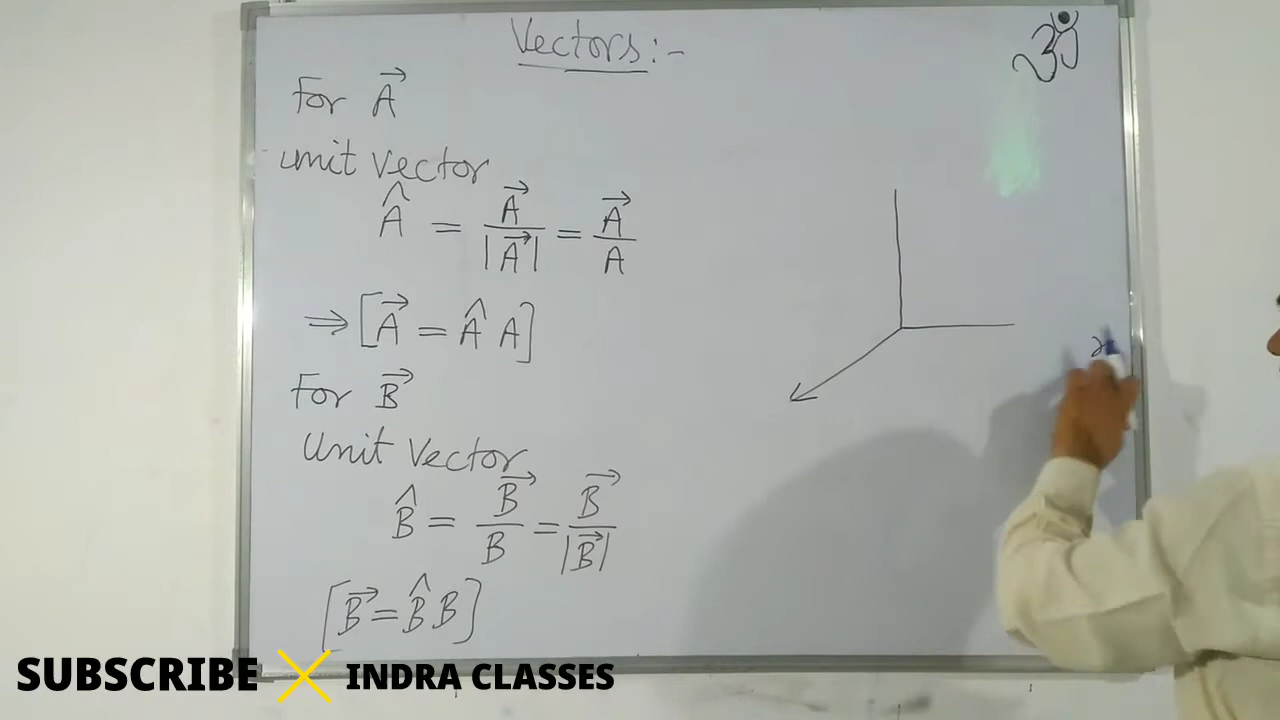 Vectors:-
ॐ
For A⃗
unit vector
Â = A⃗/|A⃗| = A⃗/A
⇒ [A⃗ = Â A]
For B⃗
Unit Vector
B̂ = B⃗/B = B⃗/|B⃗|
[B⃗ = B̂ B]
SUBSCRIBE INDRA CLASSES